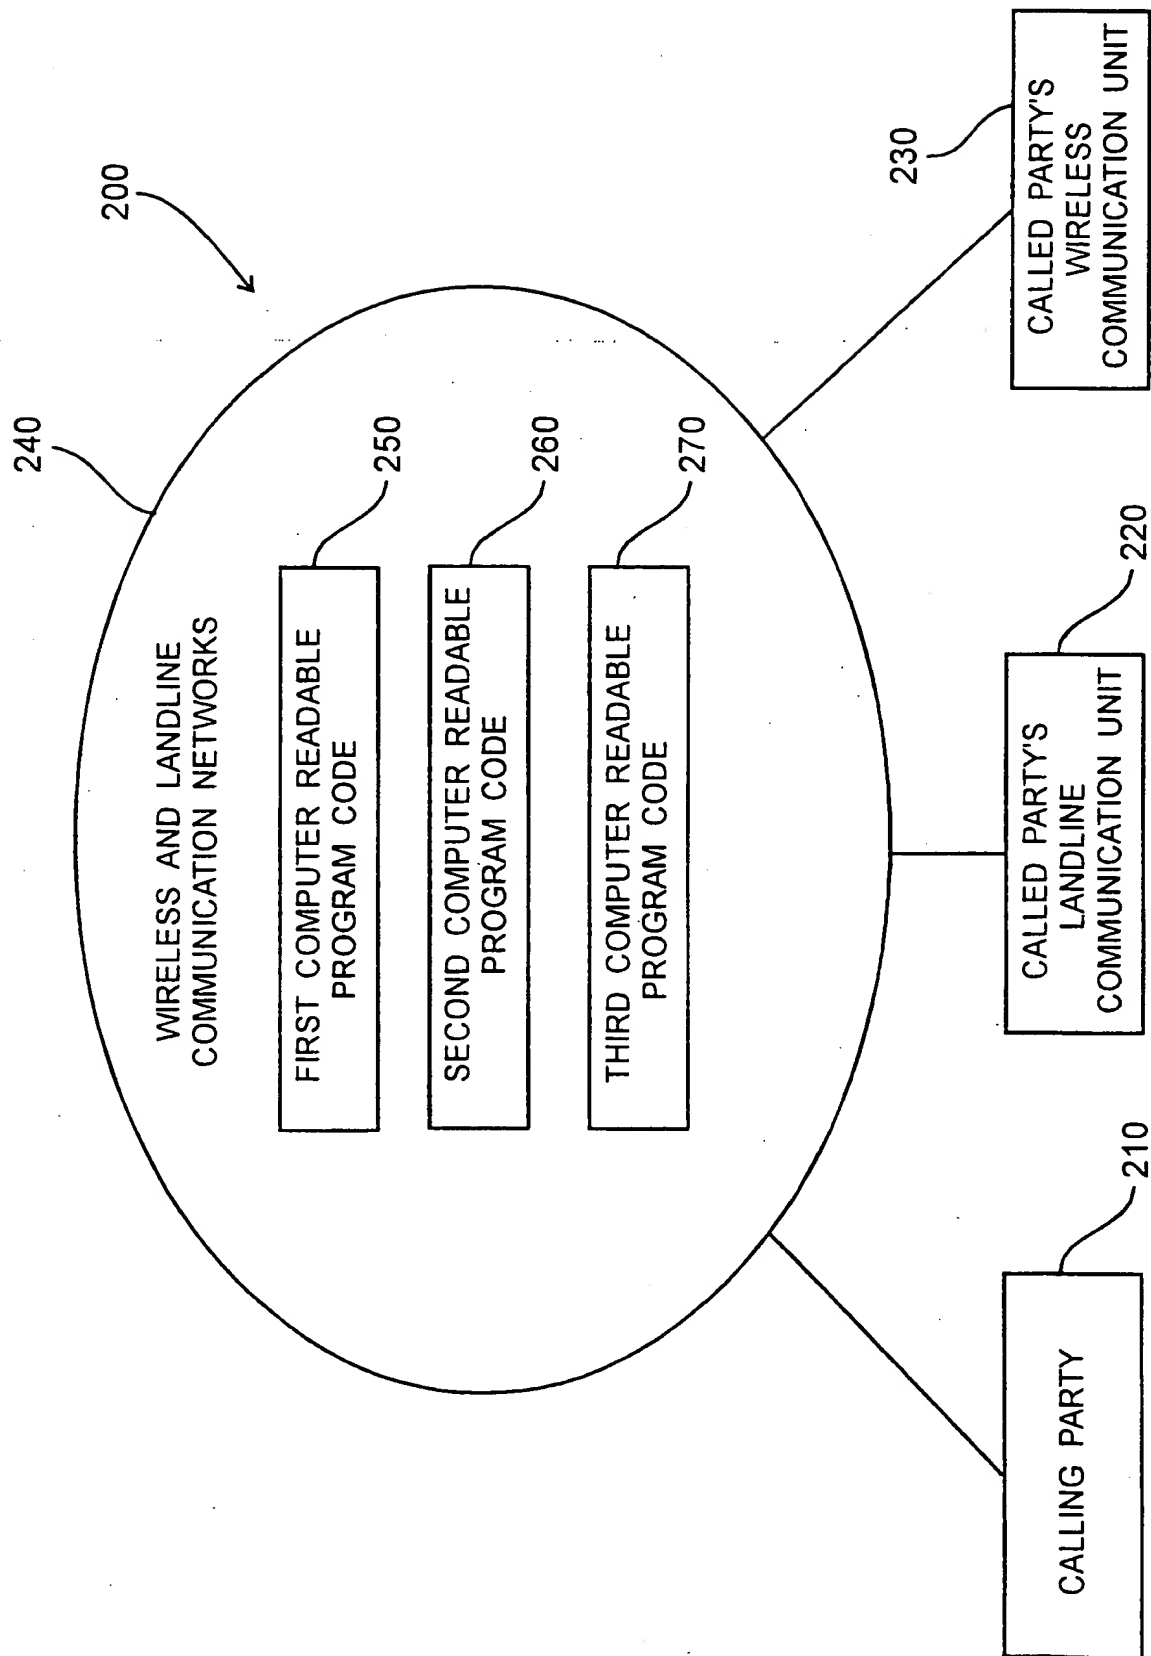 200
240
WIRELESS AND LANDLINE
COMMUNICATION NETWORKS
FIRST COMPUTER READABLE
PROGRAM CODE
250
SECOND COMPUTER READABLE
PROGRAM CODE
260
THIRD COMPUTER READABLE
PROGRAM CODE
270
CALLING PARTY
210
CALLED PARTY'S
LANDLINE
COMMUNICATION UNIT
220
CALLED PARTY'S
WIRELESS
COMMUNICATION UNIT
230